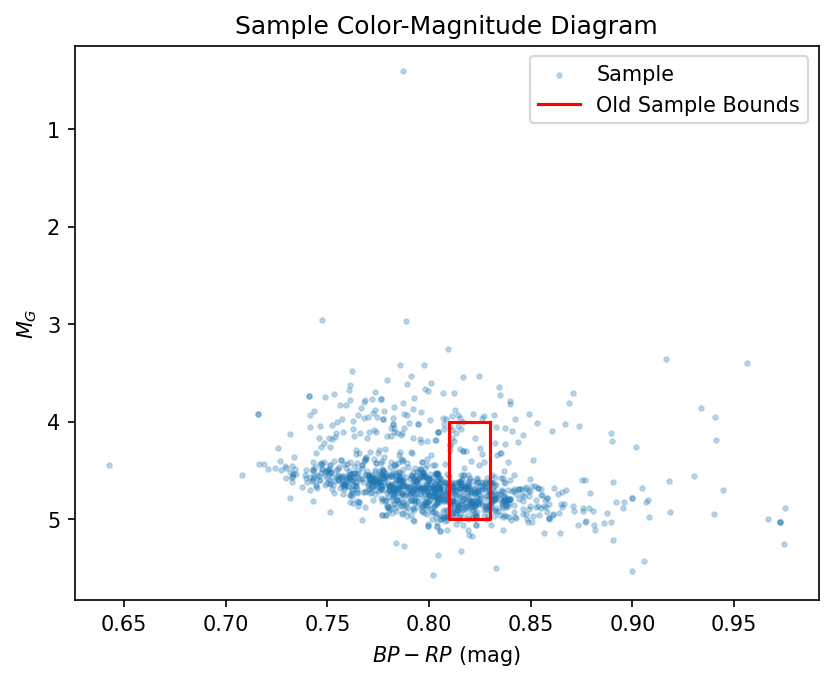 Sample Color-Magnitude Diagram
Sample
Old Sample Bounds
1
2
3
4
5
M_G
0.65 0.70 0.75 0.80 0.85 0.90 0.95
BP − RP (mag)